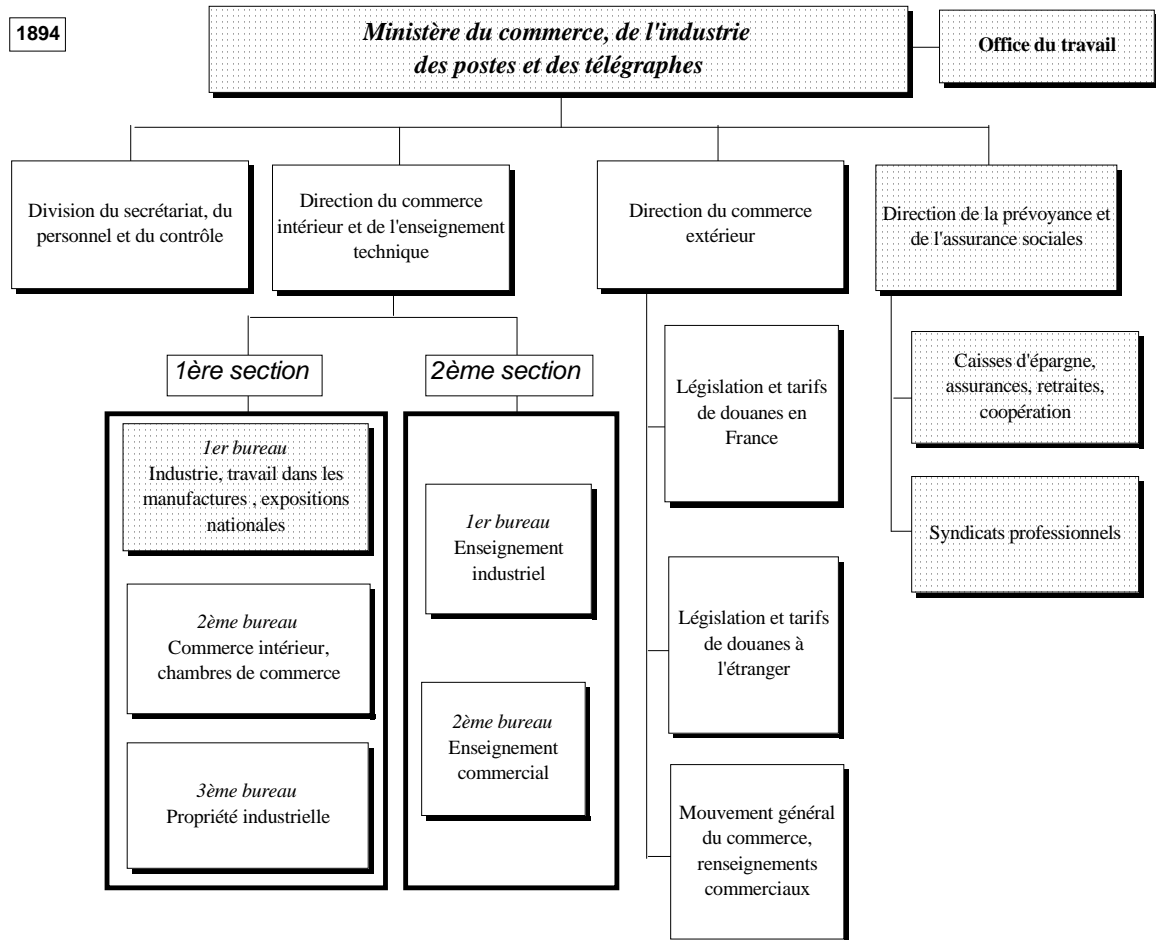 1894
Ministère du commerce, de l'industrie
des postes et des télégraphes
Office du travail
Division du secrétariat, du
personnel et du contrôle
Direction du commerce
intérieur et de l'enseignement
technique
Direction du commerce
extérieur
Direction de la prévoyance et
de l'assurance sociales
1ère section
1er bureau
Industrie, travail dans les
manufactures , expositions
nationales
2ème bureau
Commerce intérieur,
chambres de commerce
3ème bureau
Propriété industrielle
2ème section
1er bureau
Enseignement
industriel
2ème bureau
Enseignement
commercial
Législation et tarifs
de douanes en
France
Législation et tarifs
de douanes à
l'étranger
Mouvement général
du commerce,
renseignements
commerciaux
Caisses d'épargne,
assurances, retraites,
coopération
Syndicats professionnels